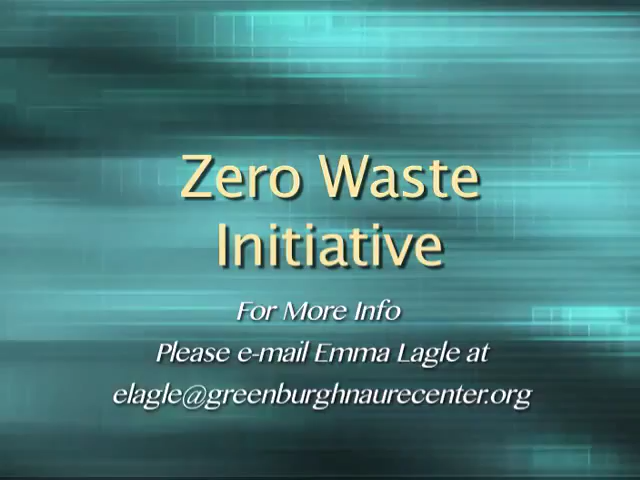 Zero Waste
Initiative
For More Info
Please e-mail Emma Lagle at
elagle@greenburghnaurecenter.org